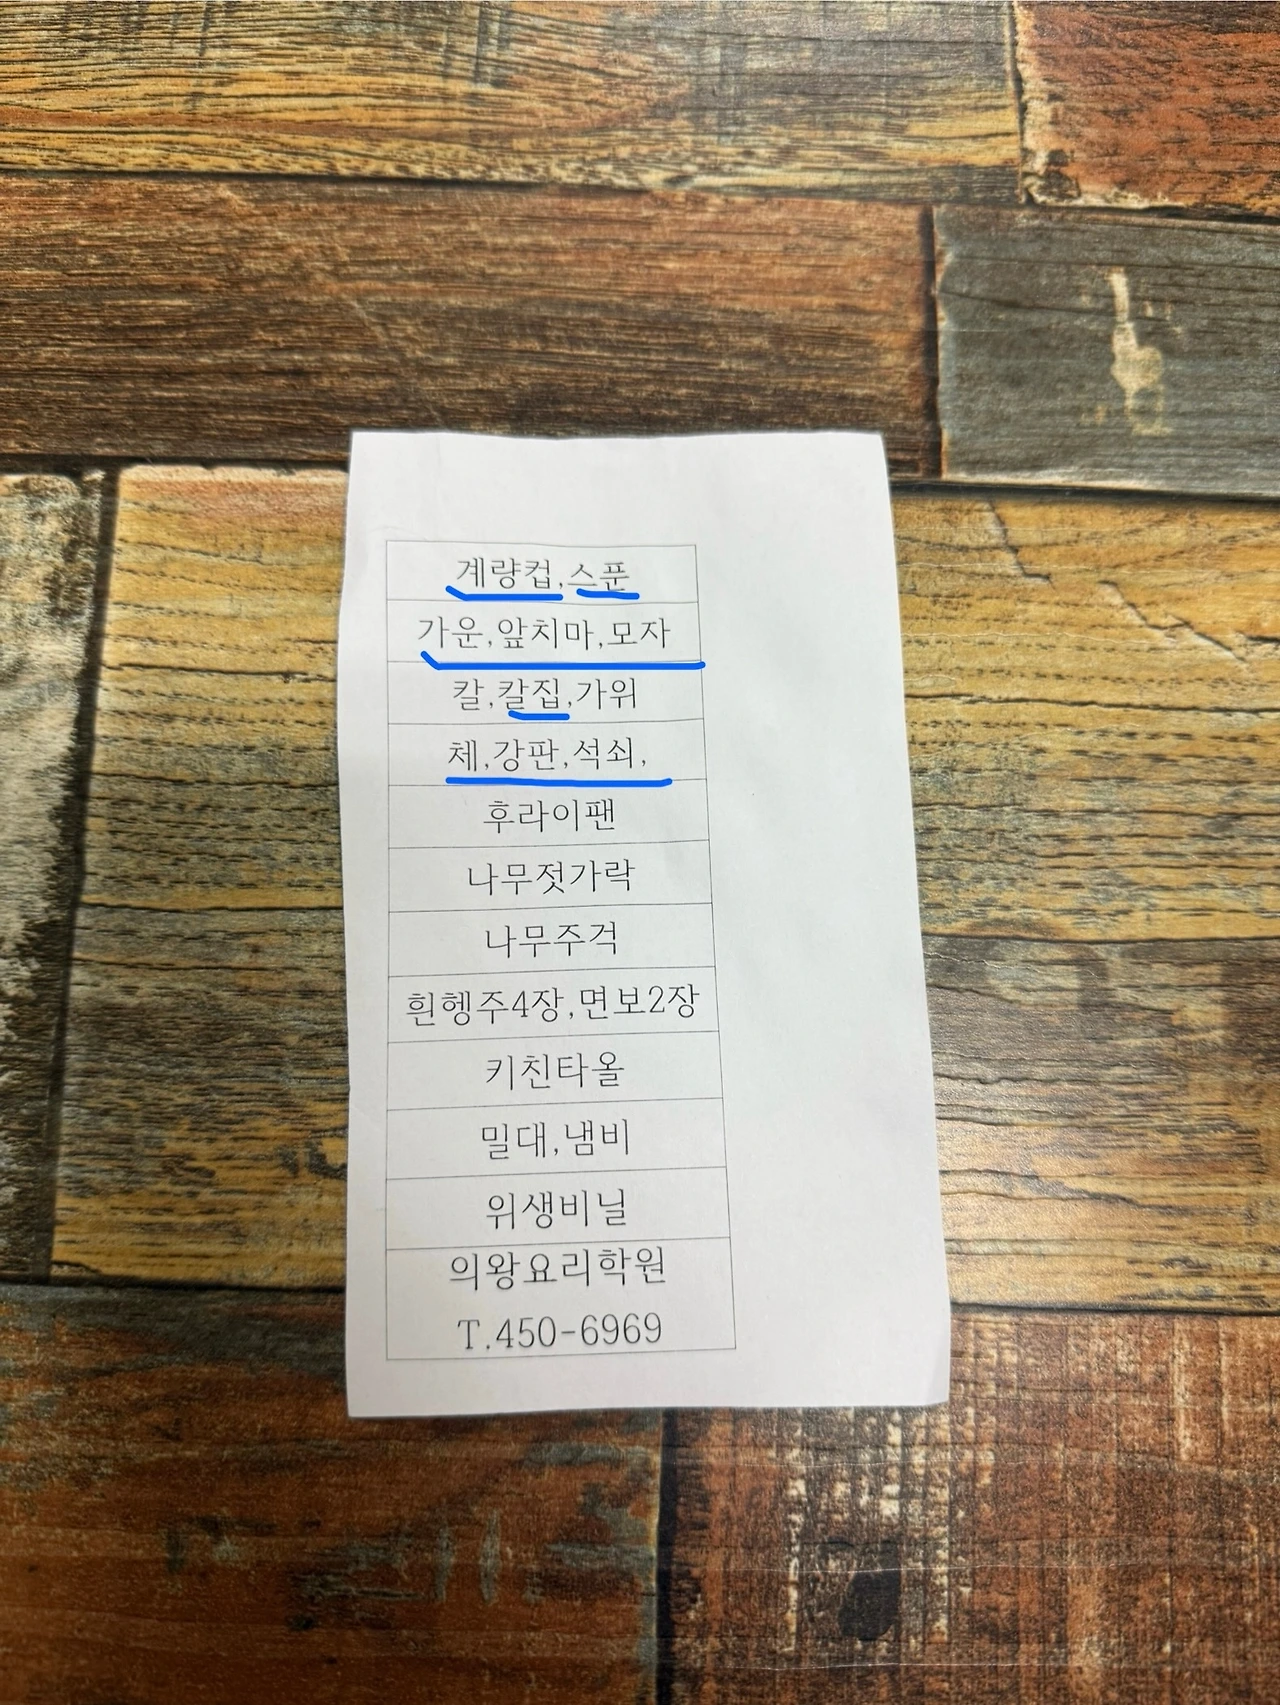 계량컵,스푼
가운,앞치마,모자
칼,칼집,가위
체,강판,석쇠,
후라이팬
나무젓가락
나무주걱
흰헹주4장,면보2장
키친타올
밀대,냄비
위생비닐
의왕요리학원
T.450-6969